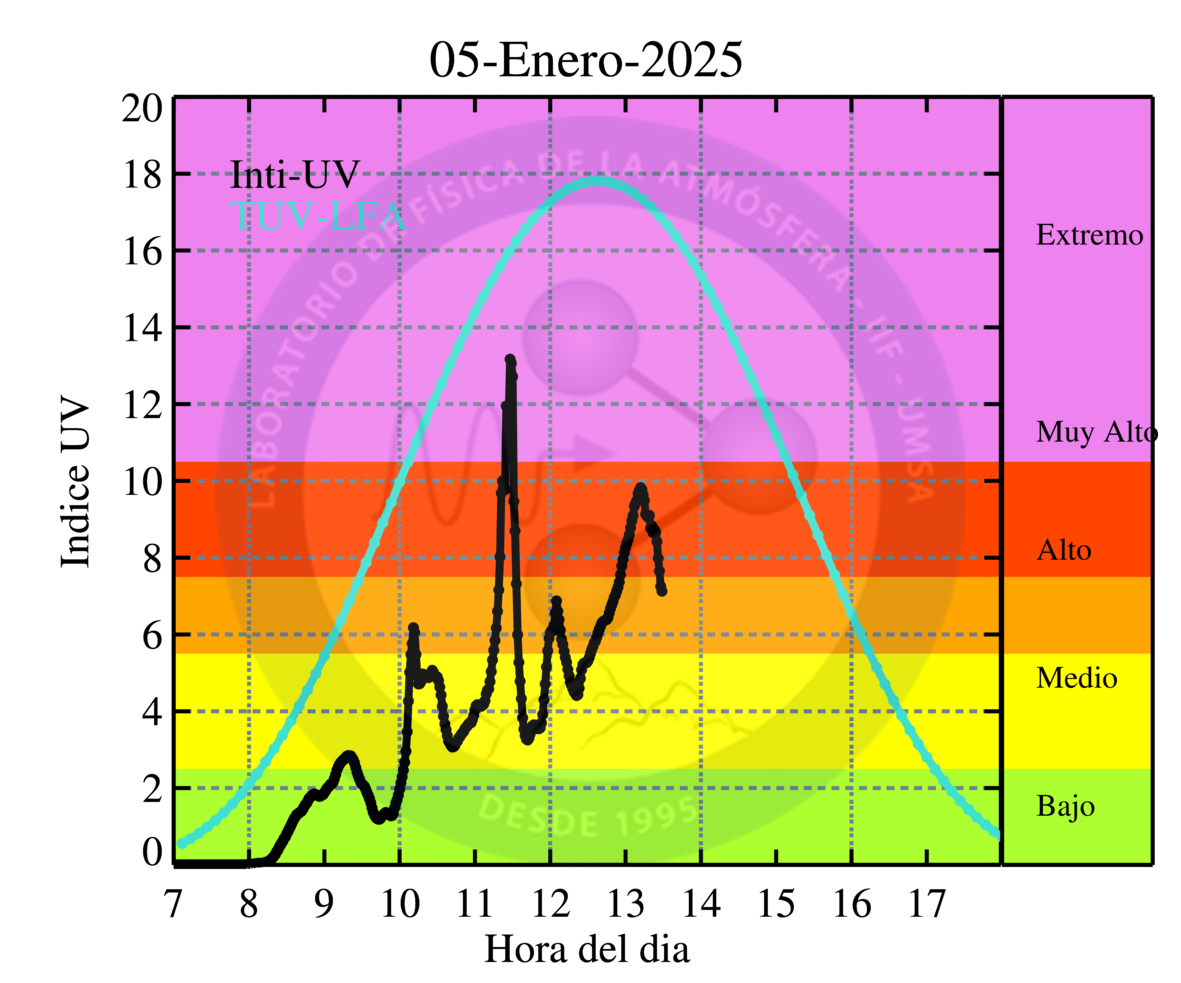 05-Enero-2025
Inti-UV
TUV-LFA
LABORATORIO DE FÍSICA DE LA ATMÓSFERA - IIF - UMSA
DESDE 1995
Indice UV
20
18
16
14
12
10
8
6
4
2
0
Extremo
Muy Alto
Alto
Medio
Bajo
7 8 9 10 11 12 13 14 15 16 17
Hora del dia